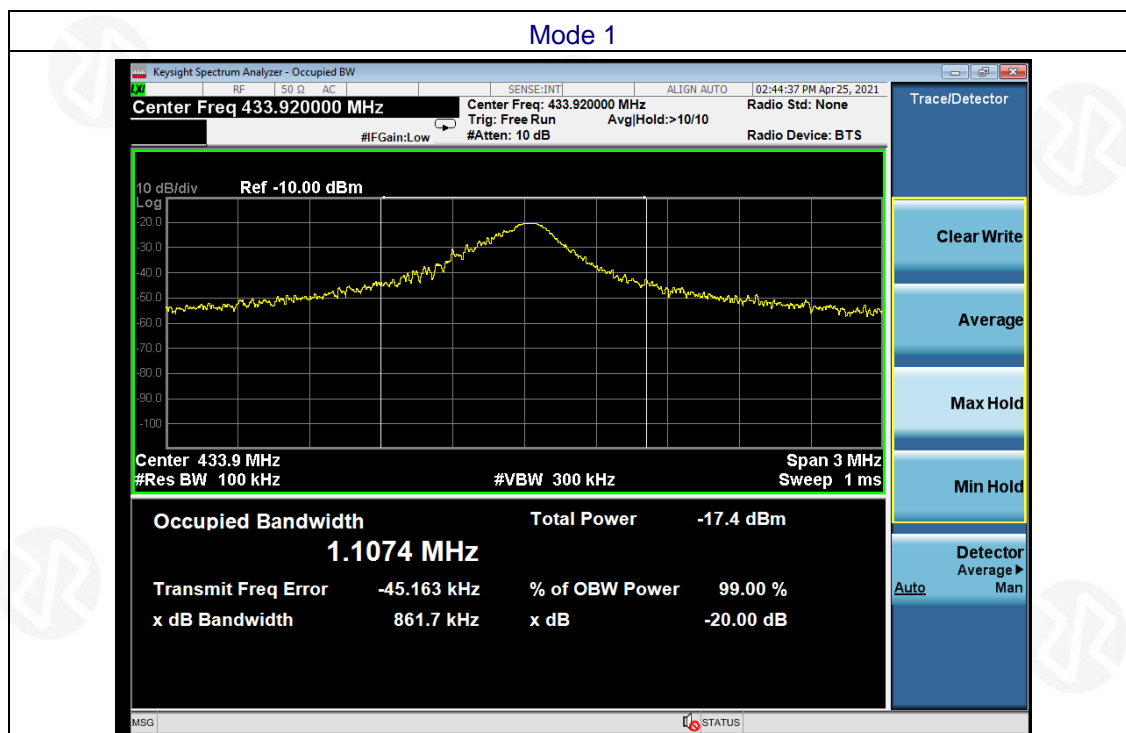 Mode 1
Keysight Spectrum Analyzer - Occupied BW
LXI RF 50 Ω AC SENSE:INT ALIGN AUTO 02:44:37 PM Apr 25, 2021
Center Freq 433.920000 MHz
Center Freq: 433.920000 MHz Radio Std: None
Trig: Free Run Avg|Hold:>10/10
#IFGain:Low #Atten: 10 dB Radio Device: BTS
Trace/Detector
10 dB/div Ref -10.00 dBm
Log
-20.0
-30.0
-40.0
-50.0
-60.0
-70.0
-80.0
-90.0
-100
Center 433.9 MHz Span 3 MHz
#Res BW 100 kHz #VBW 300 kHz Sweep 1 ms
Clear Write
Average
Max Hold
Min Hold
Detector
Average
Auto Man
Occupied Bandwidth Total Power -17.4 dBm
1.1074 MHz
Transmit Freq Error -45.163 kHz % of OBW Power 99.00 %
x dB Bandwidth 861.7 kHz x dB -20.00 dB
MSG STATUS